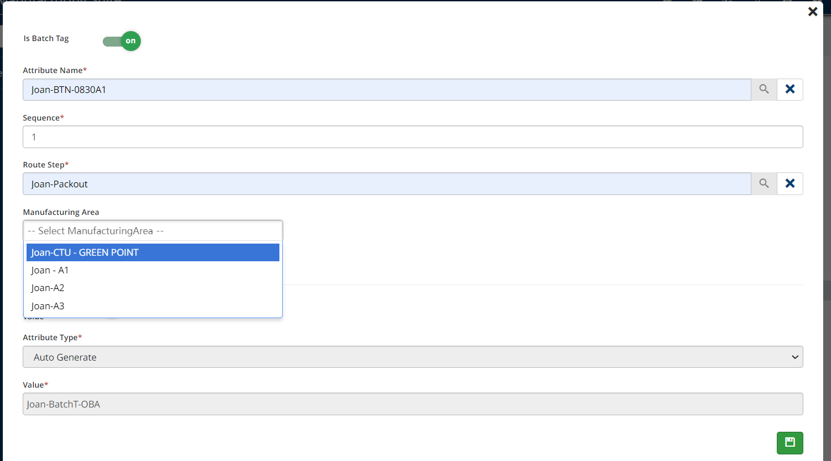 Is Batch Tag
on
Attribute Name*
Joan-BTN-0830A1
Sequence*
1
Route Step*
Joan-Packout
Manufacturing Area
-- Select ManufacturingArea --
Joan-CTU - GREEN POINT
Joan - A1
Joan-A2
Joan-A3
Attribute Type*
Auto Generate
Value*
Joan-BatchT-OBA